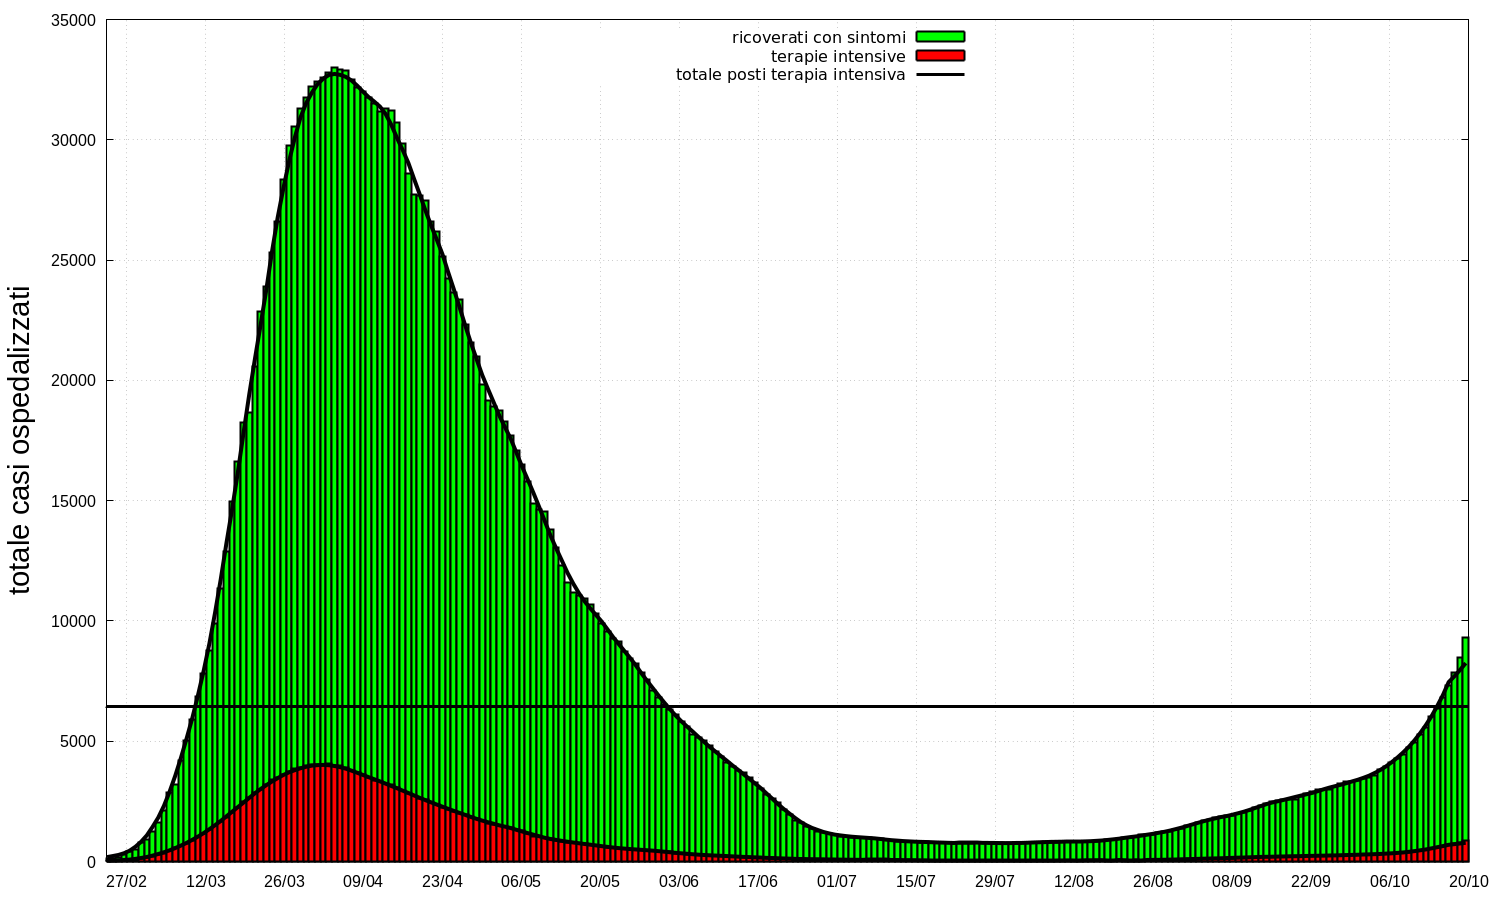 ricoverati con sintomi
terapie intensive
totale posti terapia intensiva
totale casi ospedalizzati
35000
30000
25000
20000
15000
10000
5000
0
27/02 12/03 26/03 09/04 23/04 06/05 20/05 03/06 17/06 01/07 15/07 29/07 12/08 26/08 08/09 22/09 06/10 20/10